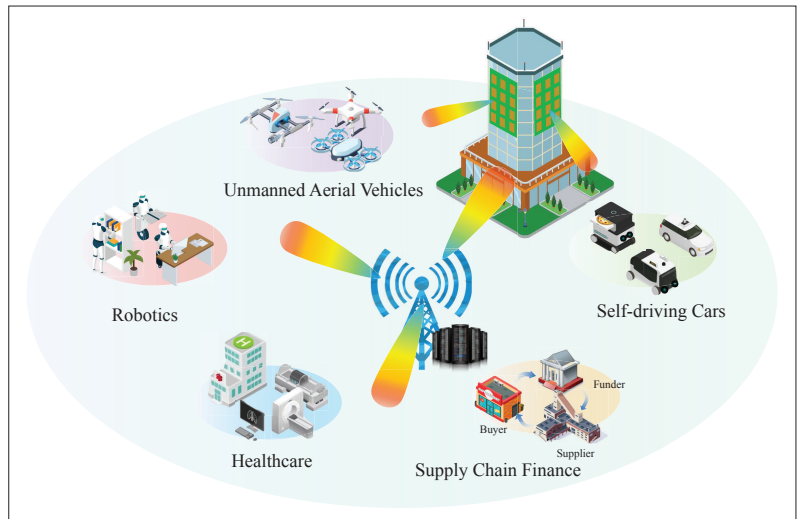 Unmanned Aerial Vehicles
Robotics
Self-driving Cars
H
Healthcare
Funder
Buyer
Supplier
Supply Chain Finance